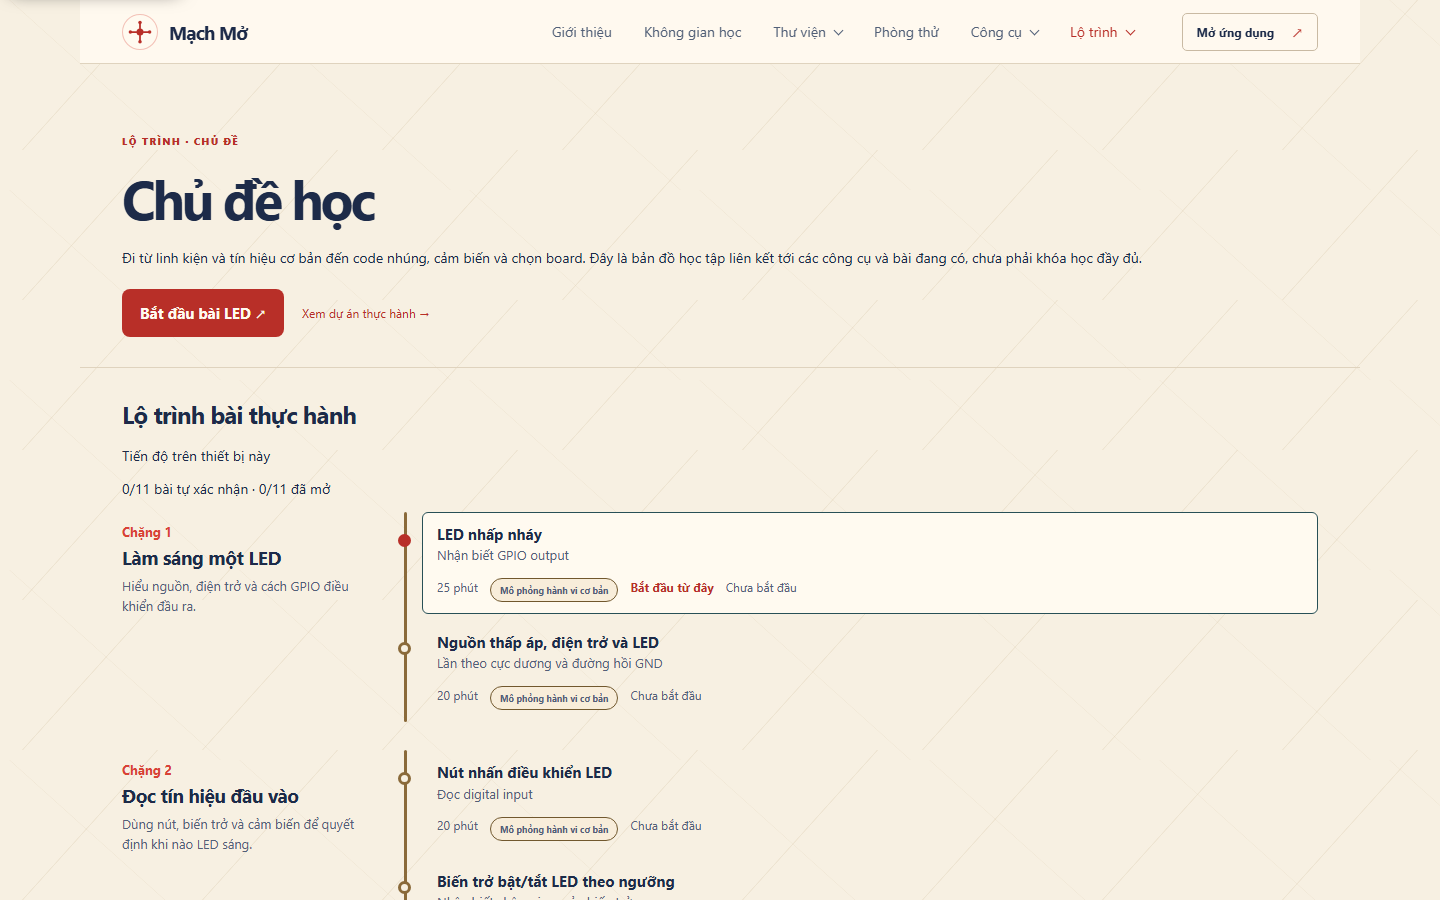 Mạch Mở
Giới thiệu
Không gian học
Thư viện
Phòng thử
Công cụ
Lộ trình
Mở ứng dụng ↗
LỘ TRÌNH · CHỦ ĐỀ
Chủ đề học
Đi từ linh kiện và tín hiệu cơ bản đến code nhúng, cảm biến và chọn board. Đây là bản đồ học tập liên kết tới các công cụ và bài đang có, chưa phải khóa học đầy đủ.
Bắt đầu bài LED ↗
Xem dự án thực hành →
Lộ trình bài thực hành
Tiến độ trên thiết bị này
0/11 bài tự xác nhận · 0/11 đã mở
Chặng 1
Làm sáng một LED
Hiểu nguồn, điện trở và cách GPIO điều
khiển đầu ra.
LED nhấp nháy
Nhận biết GPIO output
25 phút
Mô phỏng hành vi cơ bản
Bắt đầu từ đây
Chưa bắt đầu
Nguồn thấp áp, điện trở và LED
Lần theo cực dương và đường hồi GND
20 phút
Mô phỏng hành vi cơ bản
Chưa bắt đầu
Chặng 2
Đọc tín hiệu đầu vào
Dùng nút, biến trở và cảm biến để quyết
định khi nào LED sáng.
Nút nhấn điều khiển LED
Đọc digital input
20 phút
Mô phỏng hành vi cơ bản
Chưa bắt đầu
Biến trở bật/tắt LED theo ngưỡng